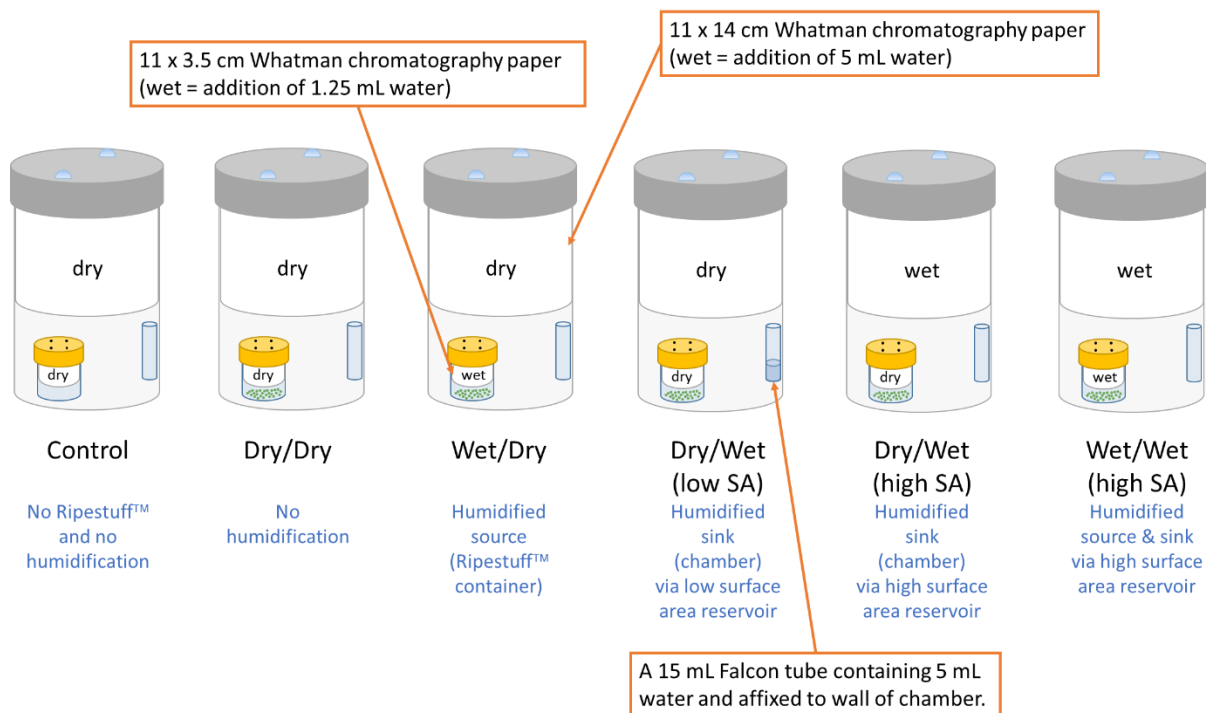 11 x 3.5 cm Whatman chromatography paper
(wet = addition of 1.25 mL water)
11 x 14 cm Whatman chromatography paper
(wet = addition of 5 mL water)
dry
dry
dry
dry
wet
wet
dry
dry
wet
dry
dry
wet
Control
No Ripestuff™
and no
humidification
Dry/Dry
No
humidification
Wet/Dry
Humidified
source
(Ripestuff™
container)
Dry/Wet
(low SA)
Humidified
sink
(chamber)
via low surface
area reservoir
Dry/Wet
(high SA)
Humidified
sink
(chamber)
via high surface
area reservoir
Wet/Wet
(high SA)
Humidified
source & sink
via high surface
area reservoir
A 15 mL Falcon tube containing 5 mL
water and affixed to wall of chamber.